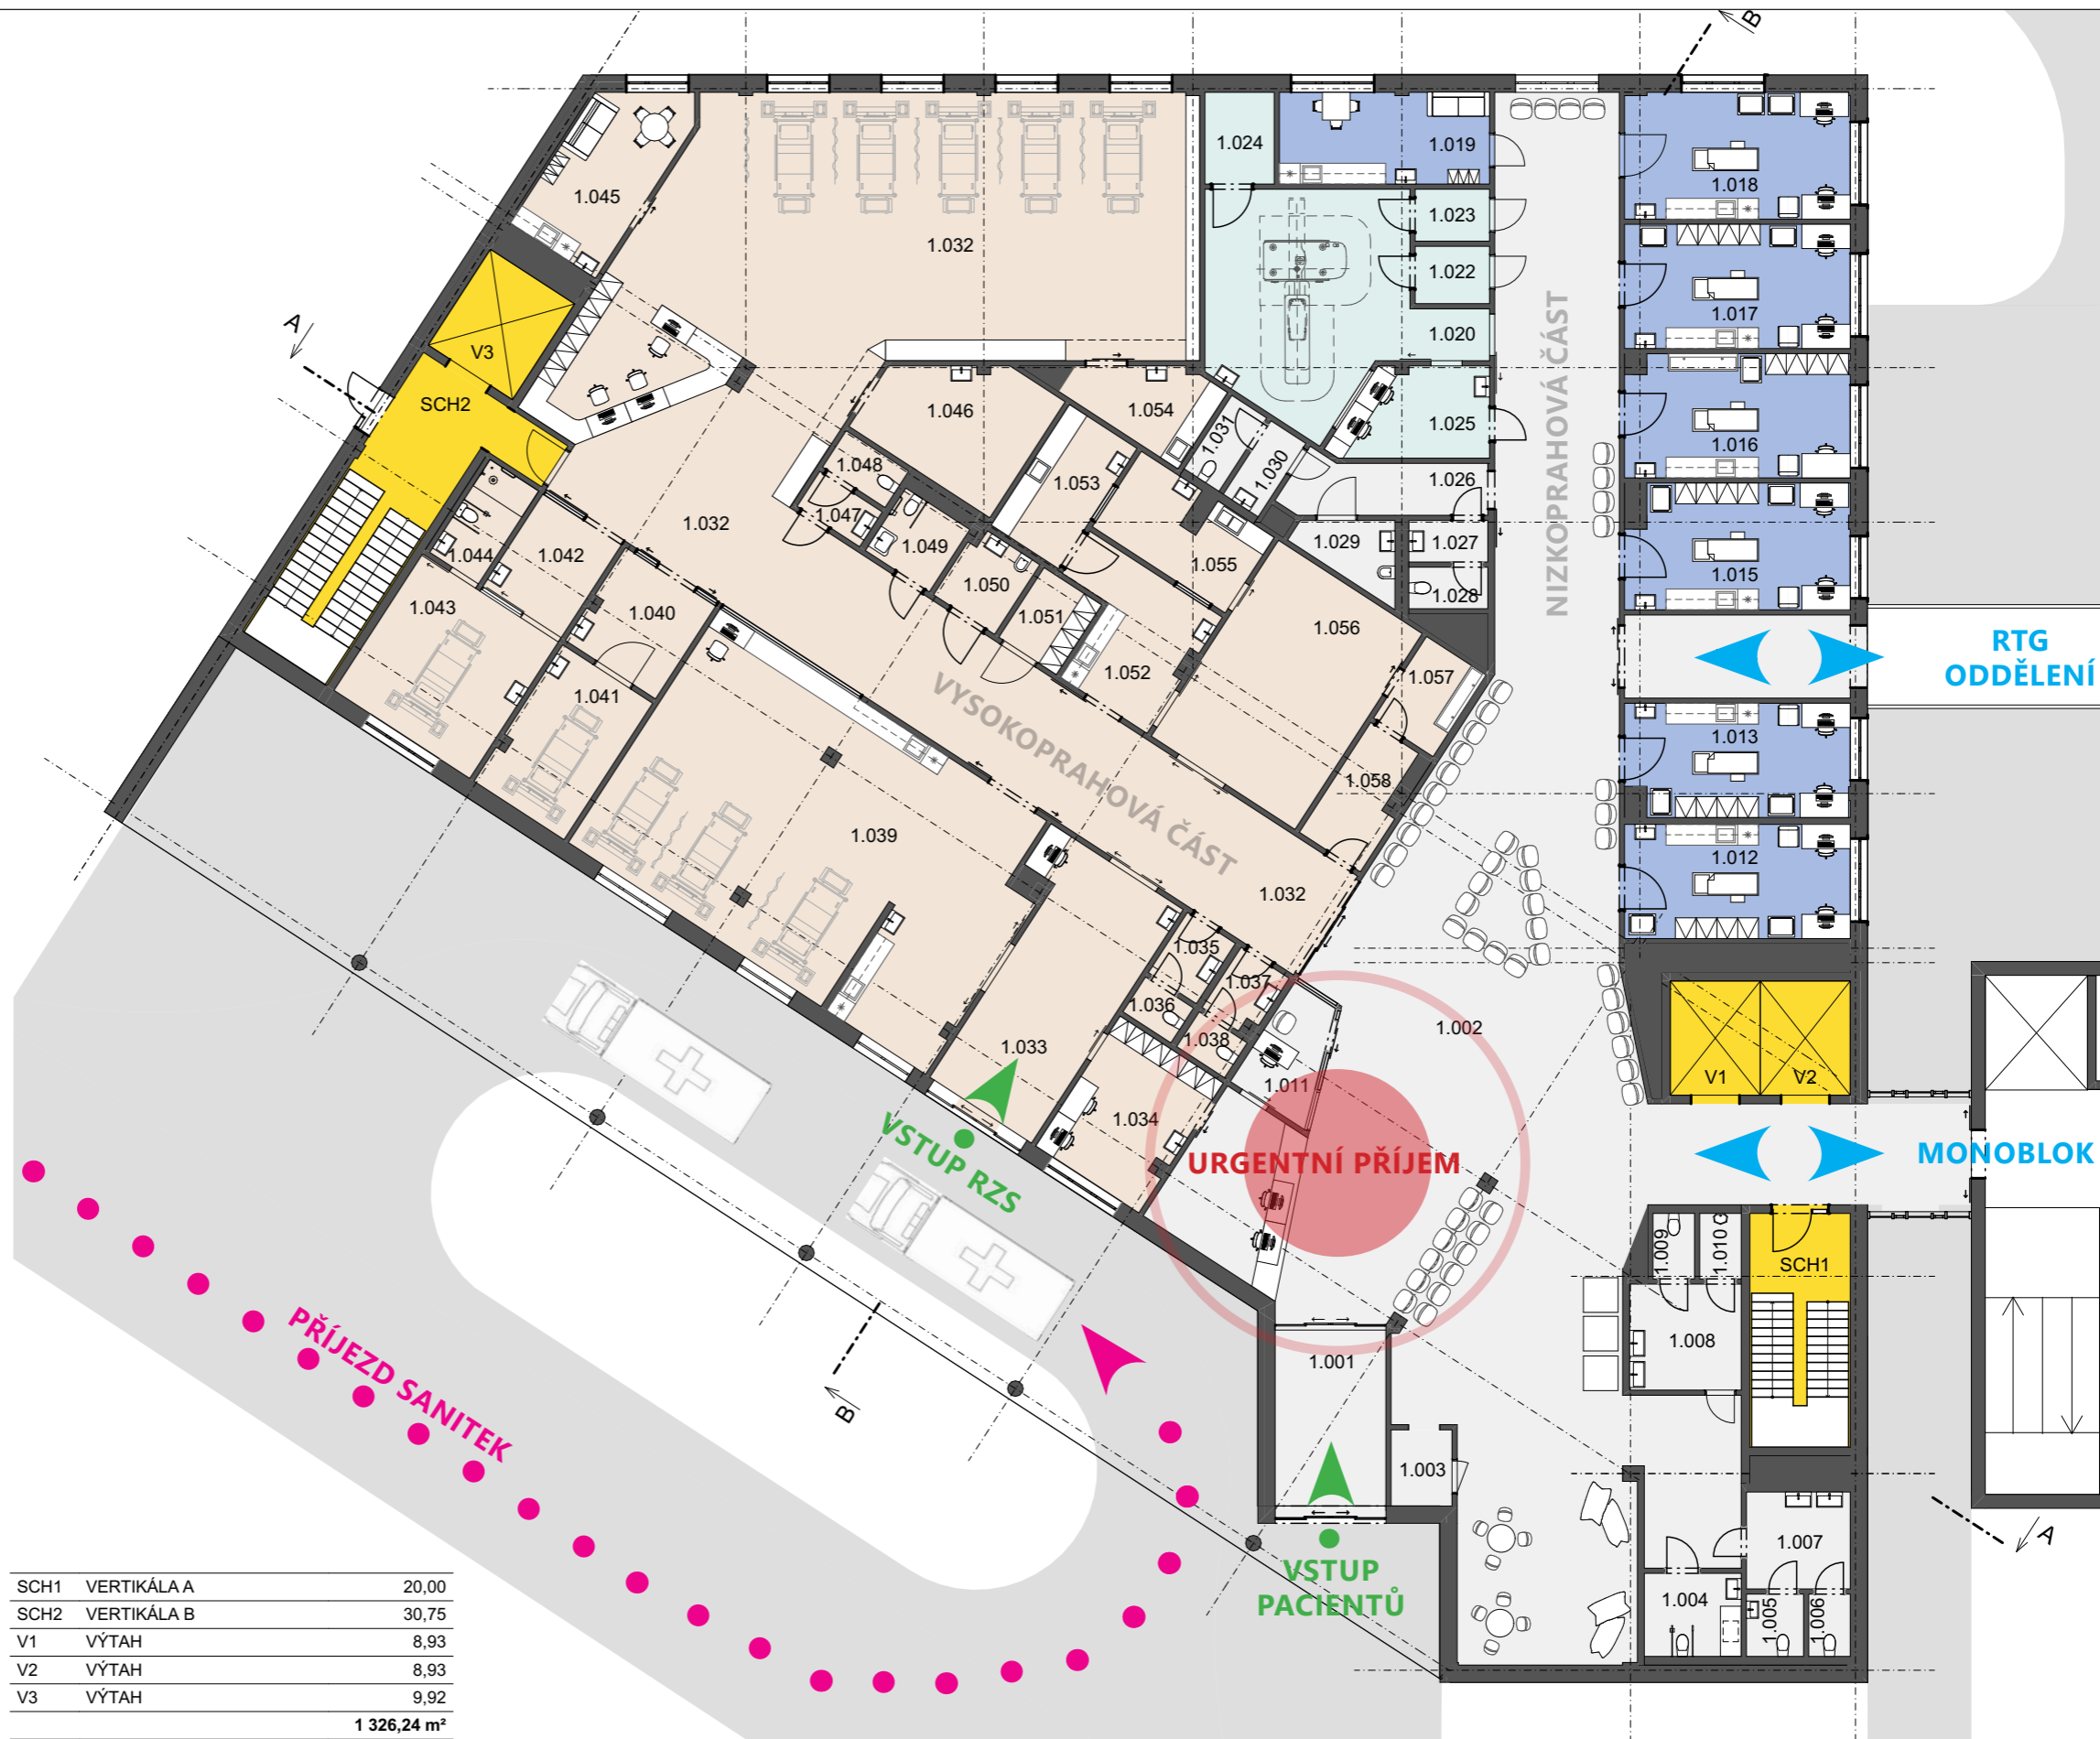 B
1.024
1.019
1.018
1.045
1.023
1.032
1.022
1.017
1.020
NIZKOPRAHOVÁ ČÁST
A
V3
SCH2
1.046
1.054
1.031
1.025
1.016
1.048
1.053
1.030
1.026
1.032
1.047
1.049
1.029
1.027
1.044
1.042
1.050
1.055
1.028
1.015
1.043
1.040
1.051
1.056
1.052
1.057
RTG
ODDĚLENÍ
1.041
VYSOKOPRAHOVÁ ČÁST
1.058
1.013
1.039
1.012
1.032
1.035
1.037
1.036
1.038
1.002
1.033
1.011
1.034
V1
V2
VSTUP RZS
URGENTNÍ PŘÍJEM
MONOBLOK
1.009
1.010
SCH1
PŘÍJEZD SANITEK
1.001
1.008
B
1.003
A
1.007
VSTUP
PACIENTŮ
1.004
1.005
1.006
SCH1 VERTIKÁLA A 20,00
SCH2 VERTIKÁLA B 30,75
V1 VÝTAH 8,93
V2 VÝTAH 8,93
V3 VÝTAH 9,92
1 326,24 m²